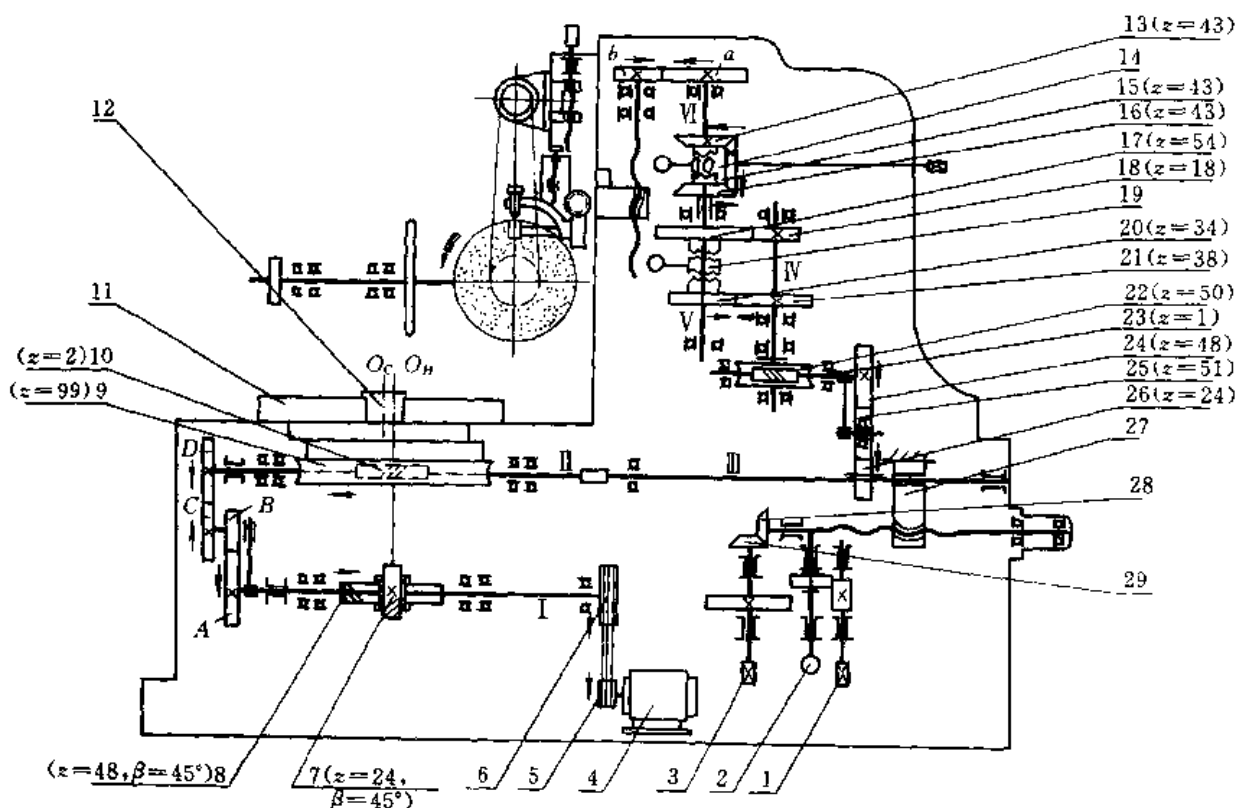 13(z=43)
14
15(z=43)
16(z=43)
17(z=54)
18(z=18)
19
20(z=34)
21(z=38)
22(z=50)
23(z=1)
24(z=48)
25(z=51)
26(z=24)
27
28
29
b
a
Ⅵ
Ⅳ
Ⅴ
12
11
(z=2)10
(z=99)9
O_C O_H
D
C
B
A
Ⅱ
Ⅲ
Ⅰ
(z=48,β=45°)8
7(z=24,
β=45°)
6
5
4
3
2
1